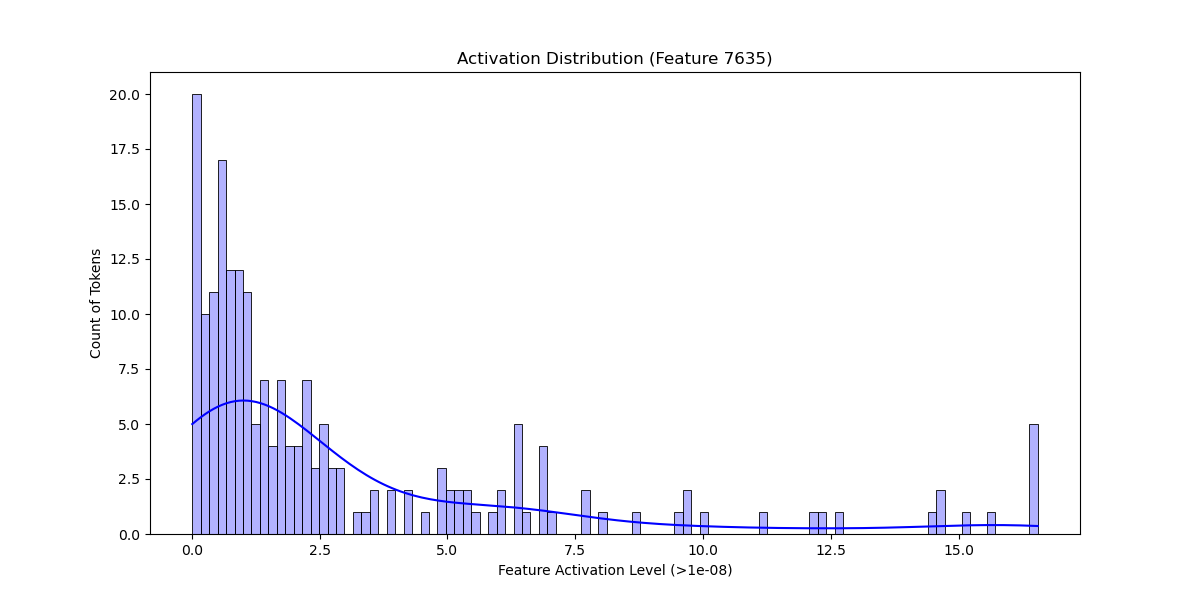 Activation Distribution (Feature 7635)
20.0
17.5
15.0
12.5
10.0
7.5
5.0
2.5
0.0
Count of Tokens
0.0 2.5 5.0 7.5 10.0 12.5 15.0
Feature Activation Level (>1e-08)